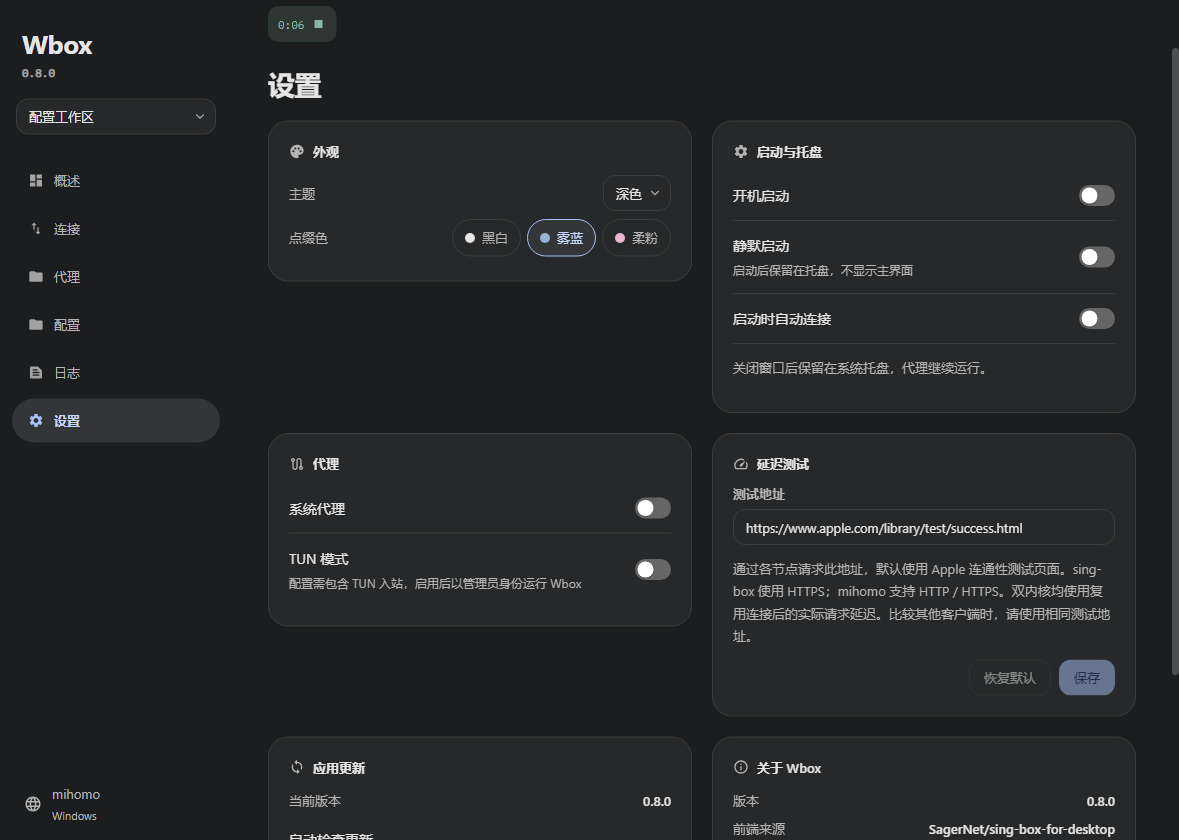 Wbox
0.8.0
配置工作区
概述
连接
代理
配置
日志
设置
mihomo
Windows
0:06
设置
外观
主题
深色
点缀色
黑白
雾蓝
柔粉
启动与托盘
开机启动
静默启动
启动后保留在托盘，不显示主界面
启动时自动连接
关闭窗口后保留在系统托盘，代理继续运行。
代理
系统代理
TUN 模式
配置需包含 TUN 入站，启用后以管理员身份运行 Wbox
延迟测试
测试地址
https://www.apple.com/library/test/success.html
通过各节点请求此地址，默认使用 Apple 连通性测试页面。sing-
box 使用 HTTPS；mihomo 支持 HTTP / HTTPS。双内核均使用复
用连接后的实际请求延迟。比较其他客户端时，请使用相同测试地
址。
恢复默认
保存
应用更新
当前版本
0.8.0
自动检查更新
关于 Wbox
版本
0.8.0
前端来源
SagerNet/sing-box-for-desktop